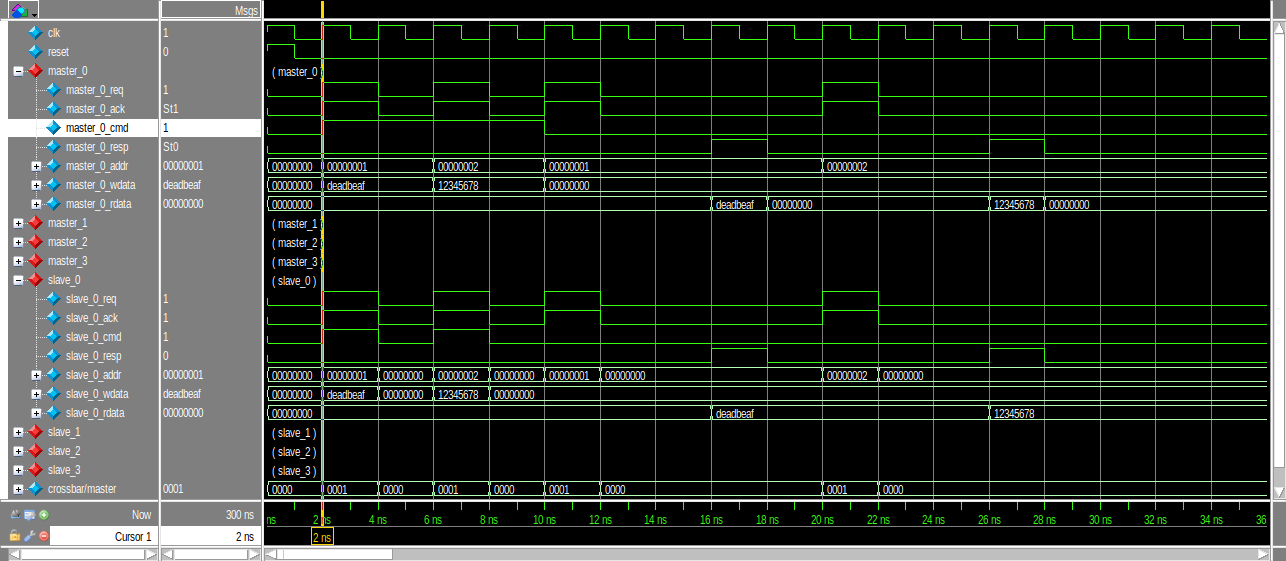 Msgs
clk 1
reset 0
master_0 ( master_0 )
master_0_req 1
master_0_ack St1
master_0_cmd 1
master_0_resp St0
master_0_addr 00000001 00000000 00000001 00000002 00000001 00000002
master_0_wdata deadbeaf 00000000 deadbeaf 12345678 00000000
master_0_rdata 00000000 00000000 deadbeaf 00000000 12345678 00000000
master_1 ( master_1 )
master_2 ( master_2 )
master_3 ( master_3 )
slave_0 ( slave_0 )
slave_0_req 1
slave_0_ack 1
slave_0_cmd 1
slave_0_resp 0
slave_0_addr 00000001 00000000 00000001 00000000 00000002 00000000 00000001 00000000 00000002 00000000
slave_0_wdata deadbeaf 00000000 deadbeaf 00000000 12345678 00000000
slave_0_rdata 00000000 00000000 deadbeaf 12345678
slave_1 ( slave_1 )
slave_2 ( slave_2 )
slave_3 ( slave_3 )
crossbar/master 0001 0000 0001 0000 0001 0000 0001 0000 0001 0000
Now 300 ns ns 2 ns 4 ns 6 ns 8 ns 10 ns 12 ns 14 ns 16 ns 18 ns 20 ns 22 ns 24 ns 26 ns 28 ns 30 ns 32 ns 34 ns 36
Cursor 1 2 ns 2 ns